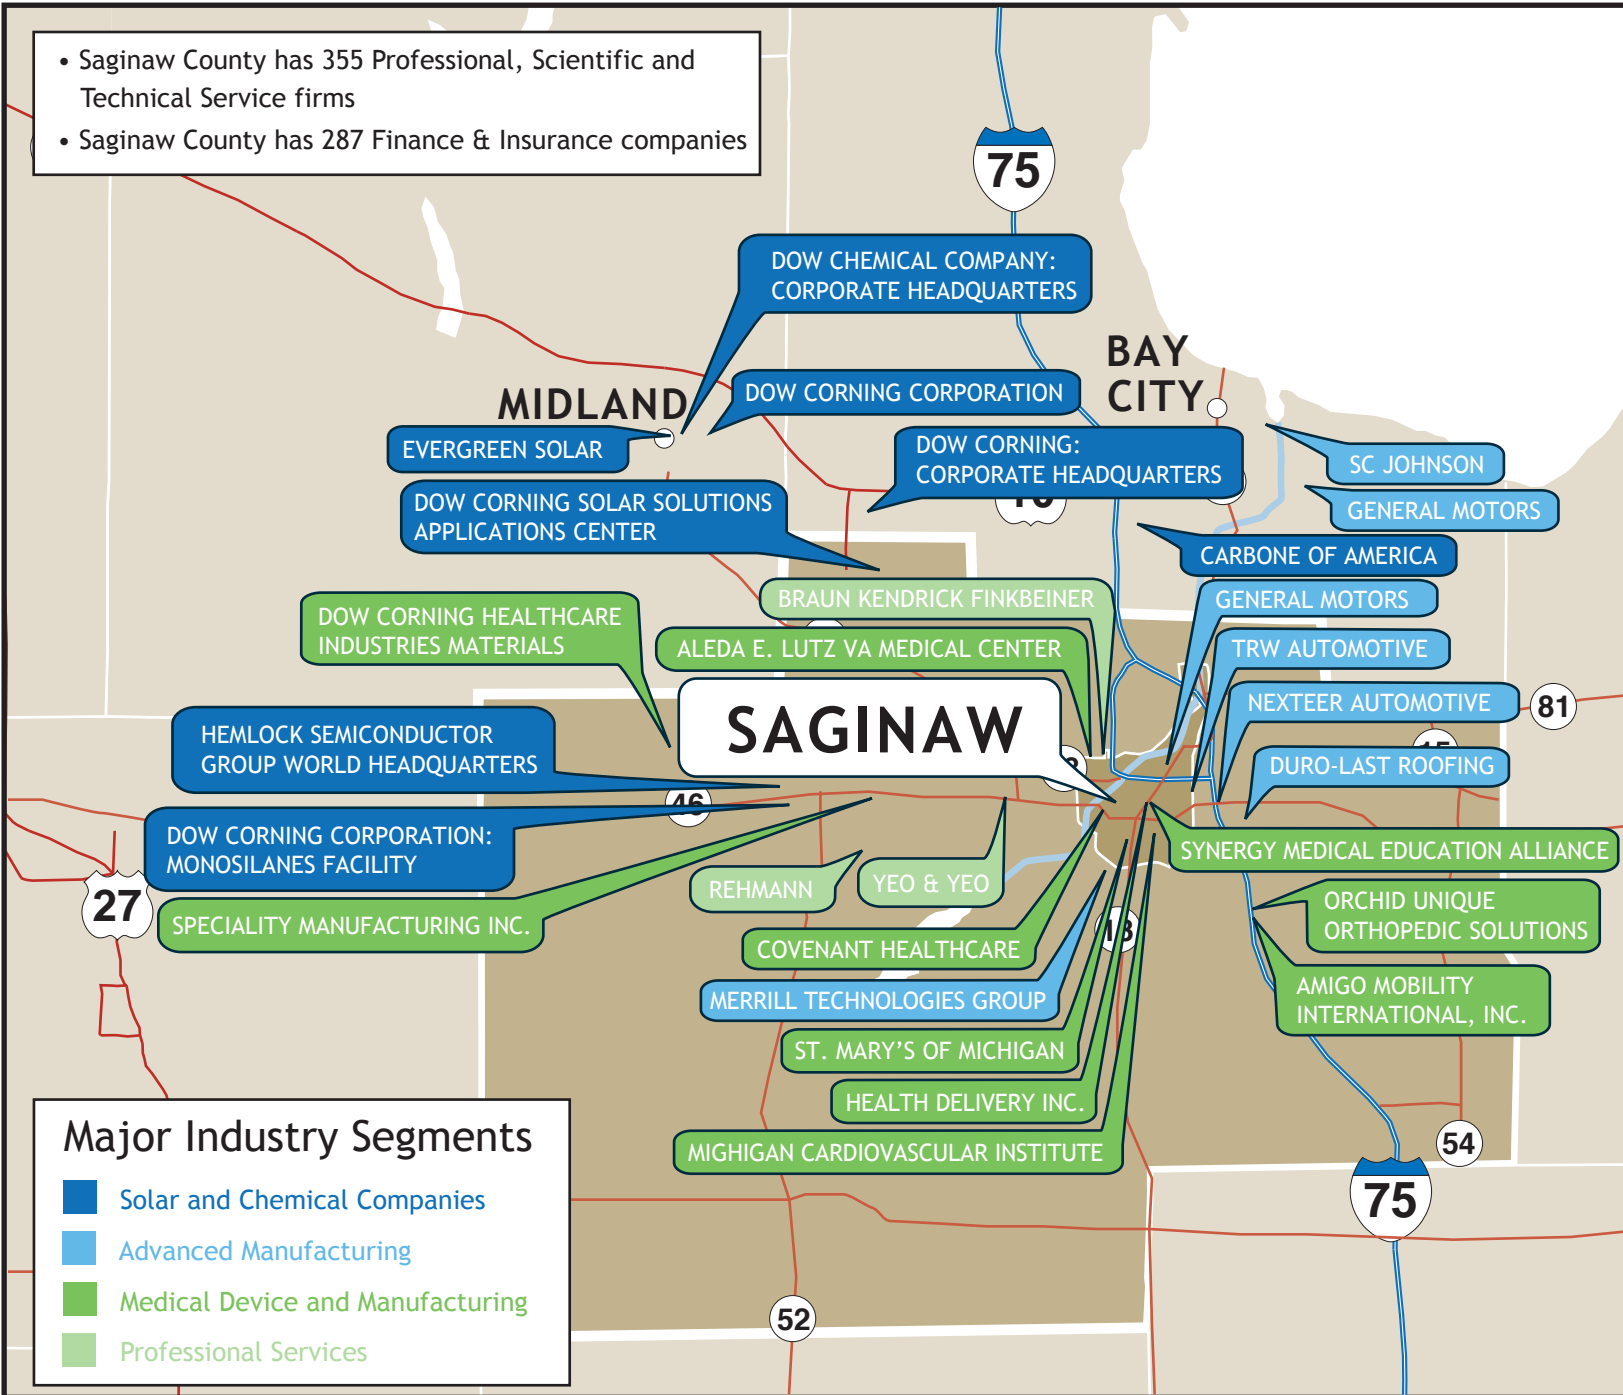 • Saginaw County has 355 Professional, Scientific and
Technical Service firms
• Saginaw County has 287 Finance & Insurance companies
75
DOW CHEMICAL COMPANY:
CORPORATE HEADQUARTERS
BAY
CITY
MIDLAND
DOW CORNING CORPORATION
EVERGREEN SOLAR
DOW CORNING:
CORPORATE HEADQUARTERS
SC JOHNSON
DOW CORNING SOLAR SOLUTIONS
APPLICATIONS CENTER
10
GENERAL MOTORS
CARBONE OF AMERICA
BRAUN KENDRICK FINKBEINER
GENERAL MOTORS
DOW CORNING HEALTHCARE
INDUSTRIES MATERIALS
ALEDA E. LUTZ VA MEDICAL CENTER
TRW AUTOMOTIVE
SAGINAW
NEXTEER AUTOMOTIVE
81
15
HEMLOCK SEMICONDUCTOR
GROUP WORLD HEADQUARTERS
DURO-LAST ROOFING
46
DOW CORNING CORPORATION:
MONOSILANES FACILITY
SYNERGY MEDICAL EDUCATION ALLIANCE
REHMANN
YEO & YEO
27
SPECIALITY MANUFACTURING INC.
ORCHID UNIQUE
ORTHOPEDIC SOLUTIONS
13
COVENANT HEALTHCARE
MERRILL TECHNOLOGIES GROUP
AMIGO MOBILITY
INTERNATIONAL, INC.
ST. MARY'S OF MICHIGAN
HEALTH DELIVERY INC.
MIGHIGAN CARDIOVASCULAR INSTITUTE
54
75
52
Major Industry Segments
Solar and Chemical Companies
Advanced Manufacturing
Medical Device and Manufacturing
Professional Services